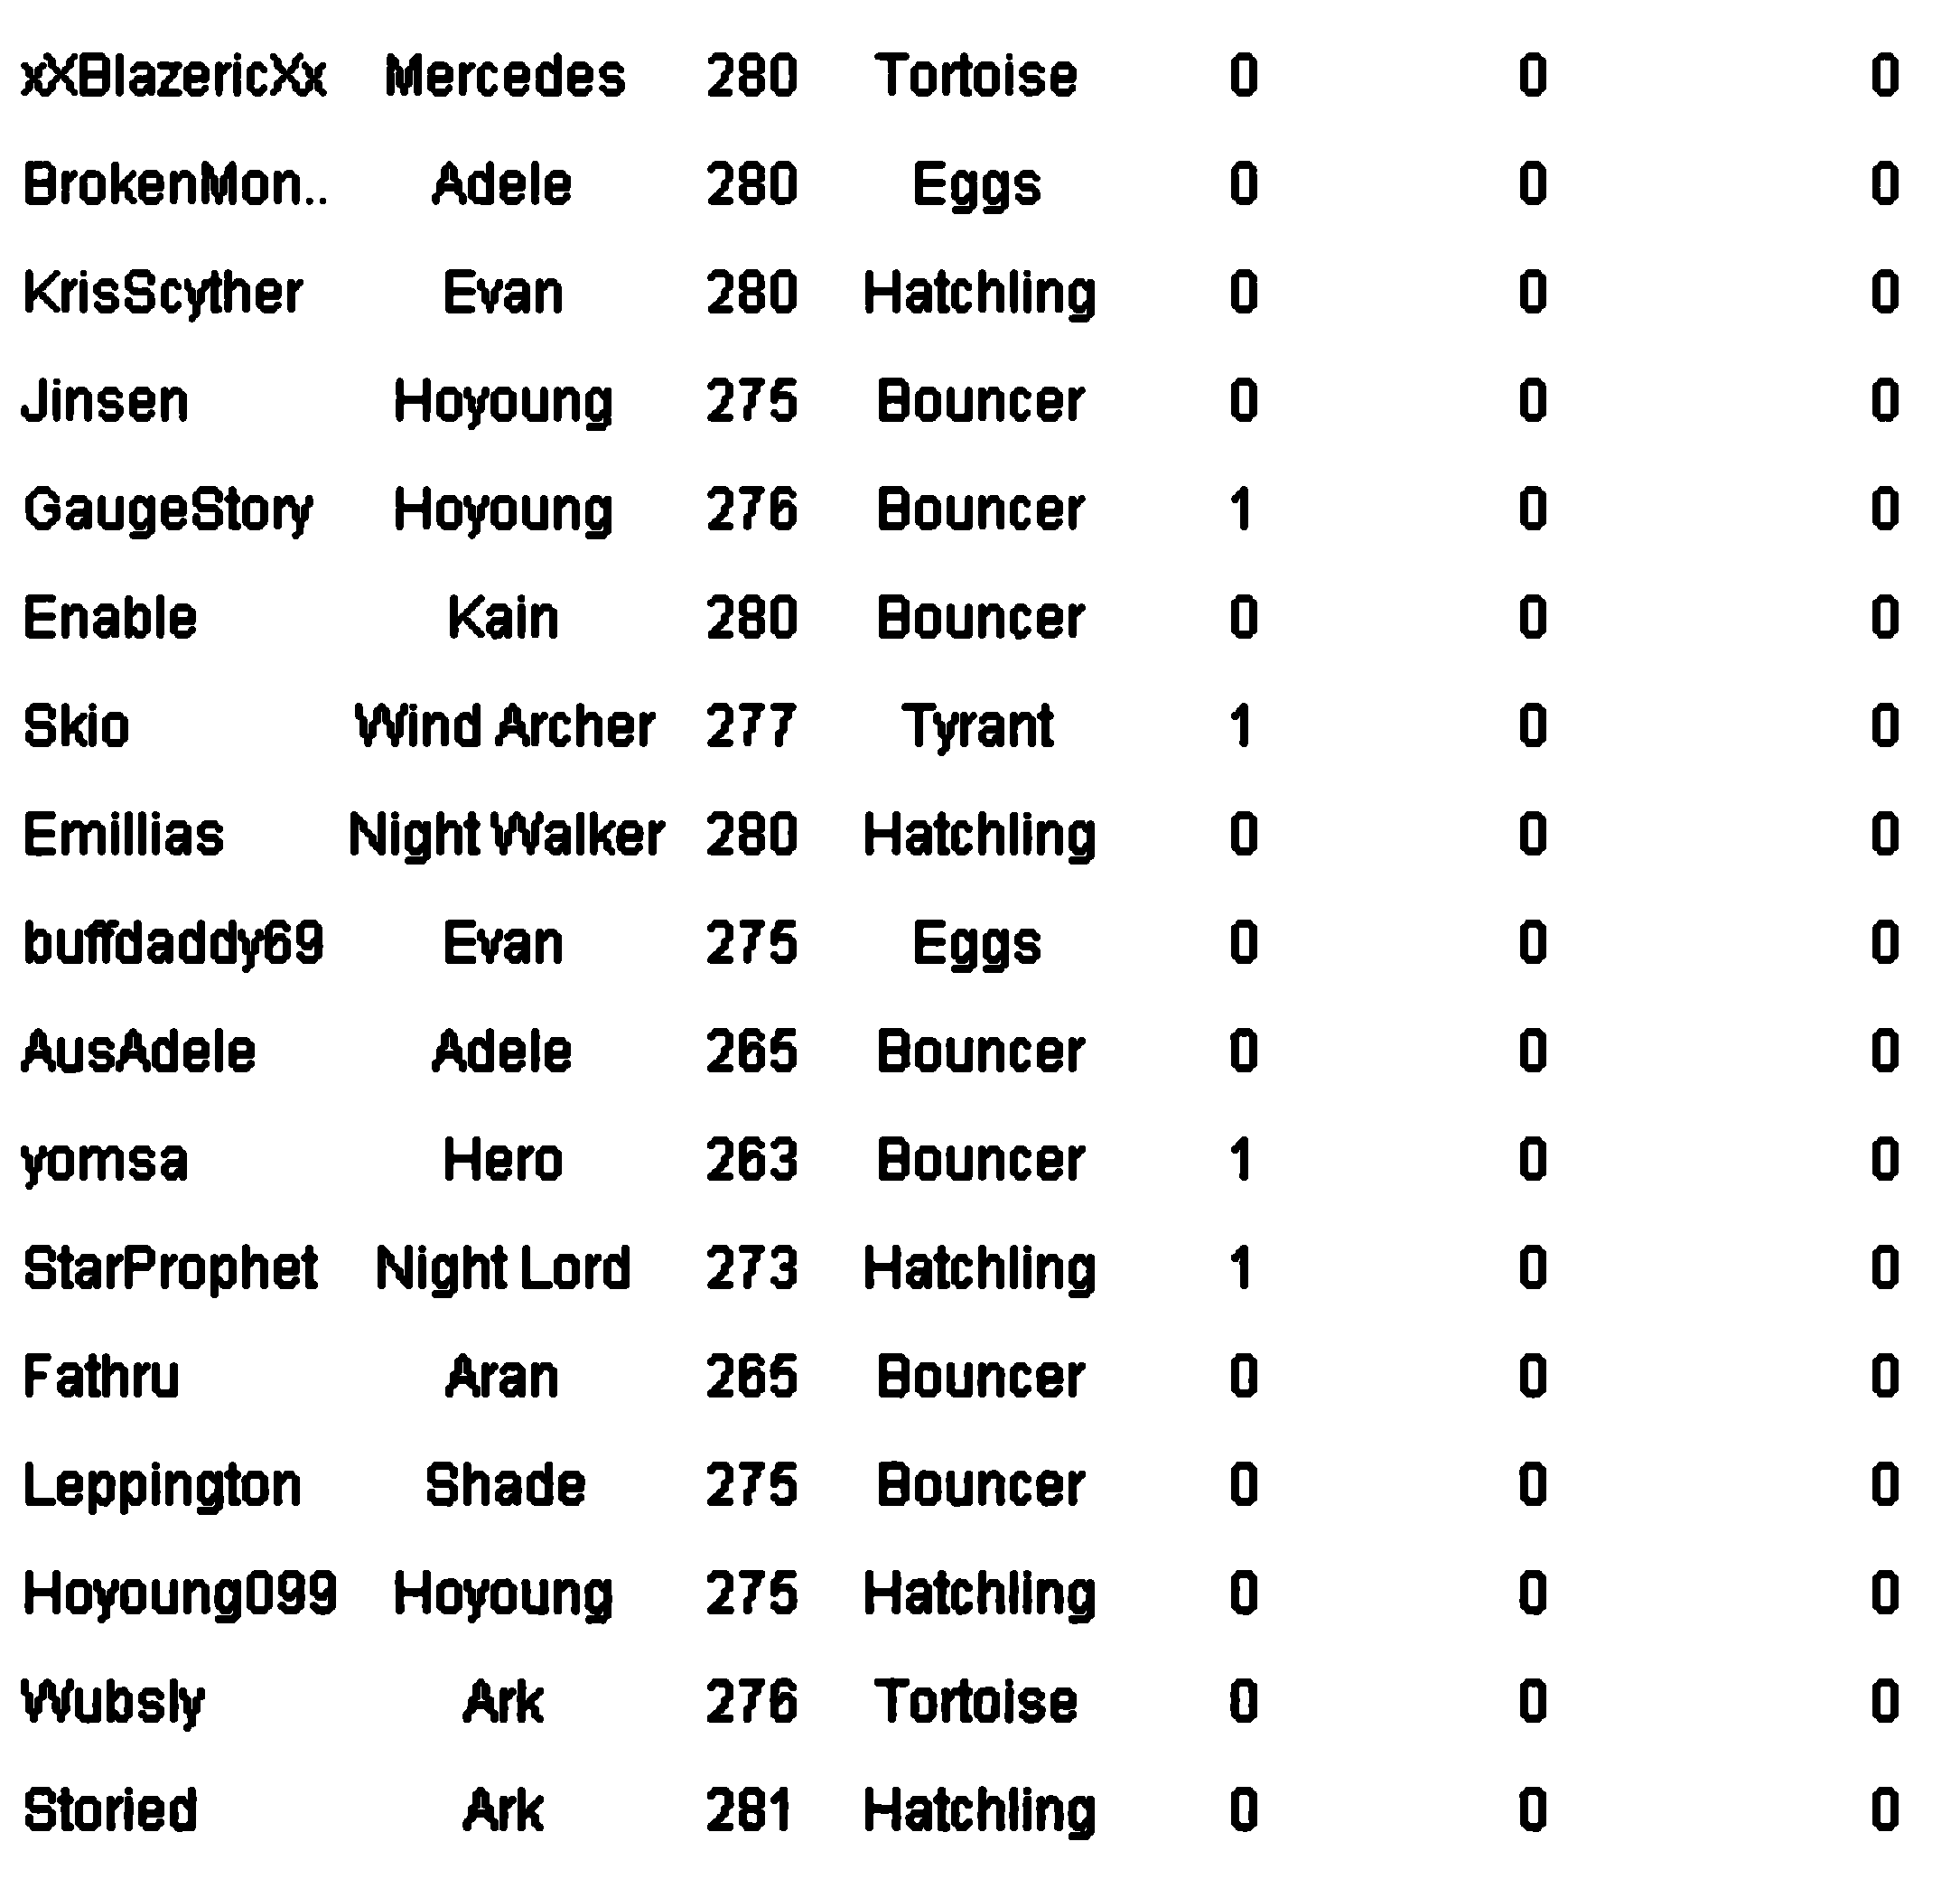 xXBlazericXx Mercedes 280 Tortoise 0 0 0
BrokenMon.. Adele 280 Eggs 0 0 0
KrisScyther Evan 280 Hatchling 0 0 0
Jinsen Hoyoung 275 Bouncer 0 0 0
GaugeStory Hoyoung 276 Bouncer 1 0 0
Enable Kain 280 Bouncer 0 0 0
Skio Wind Archer 277 Tyrant 1 0 0
Emillias Night Walker 280 Hatchling 0 0 0
buffdaddy69 Evan 275 Eggs 0 0 0
AusAdele Adele 265 Bouncer 0 0 0
yomsa Hero 263 Bouncer 1 0 0
StarProphet Night Lord 273 Hatchling 1 0 0
Fathru Aran 265 Bouncer 0 0 0
Leppington Shade 275 Bouncer 0 0 0
Hoyoung099 Hoyoung 275 Hatchling 0 0 0
Wubsly Ark 276 Tortoise 0 0 0
Storied Ark 281 Hatchling 0 0 0